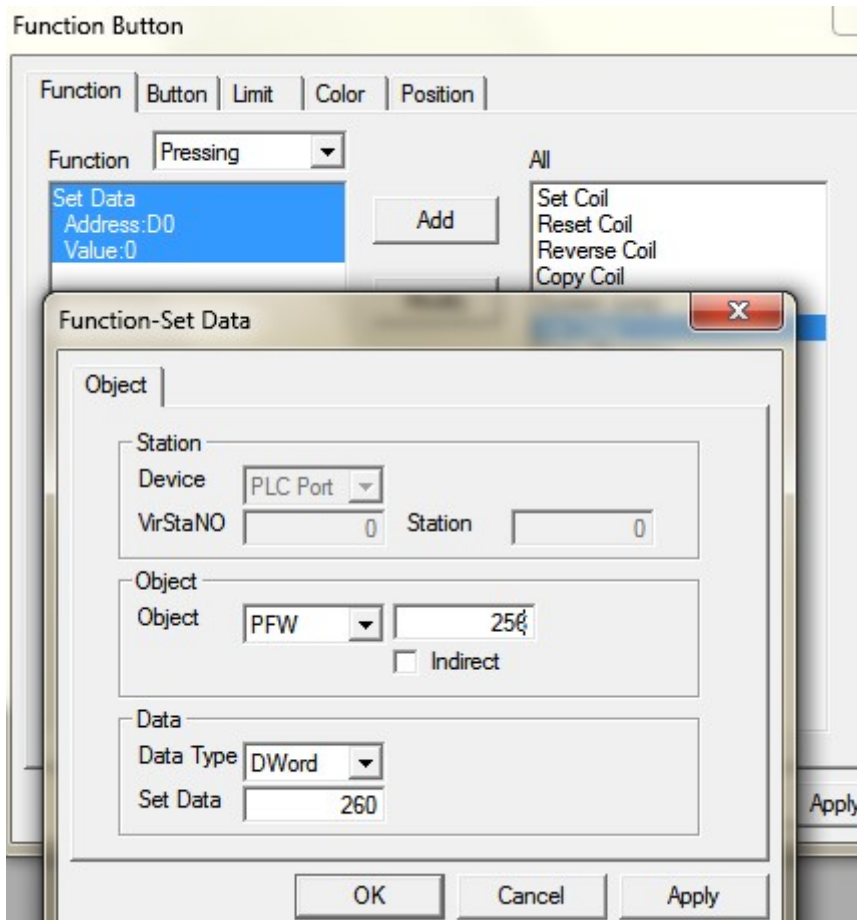 Function Button
Function Button Limit Color Position
Function Pressing All
Set Data
Address:D0
Value:0
Add
Set Coil
Reset Coil
Reverse Coil
Copy Coil
Function-Set Data
Object
Station
Device PLC Port
VirStaNO 0 Station 0
Object
Object PFW 256
Indirect
Data
Data Type DWord
Set Data 260
Apply
OK Cancel Apply